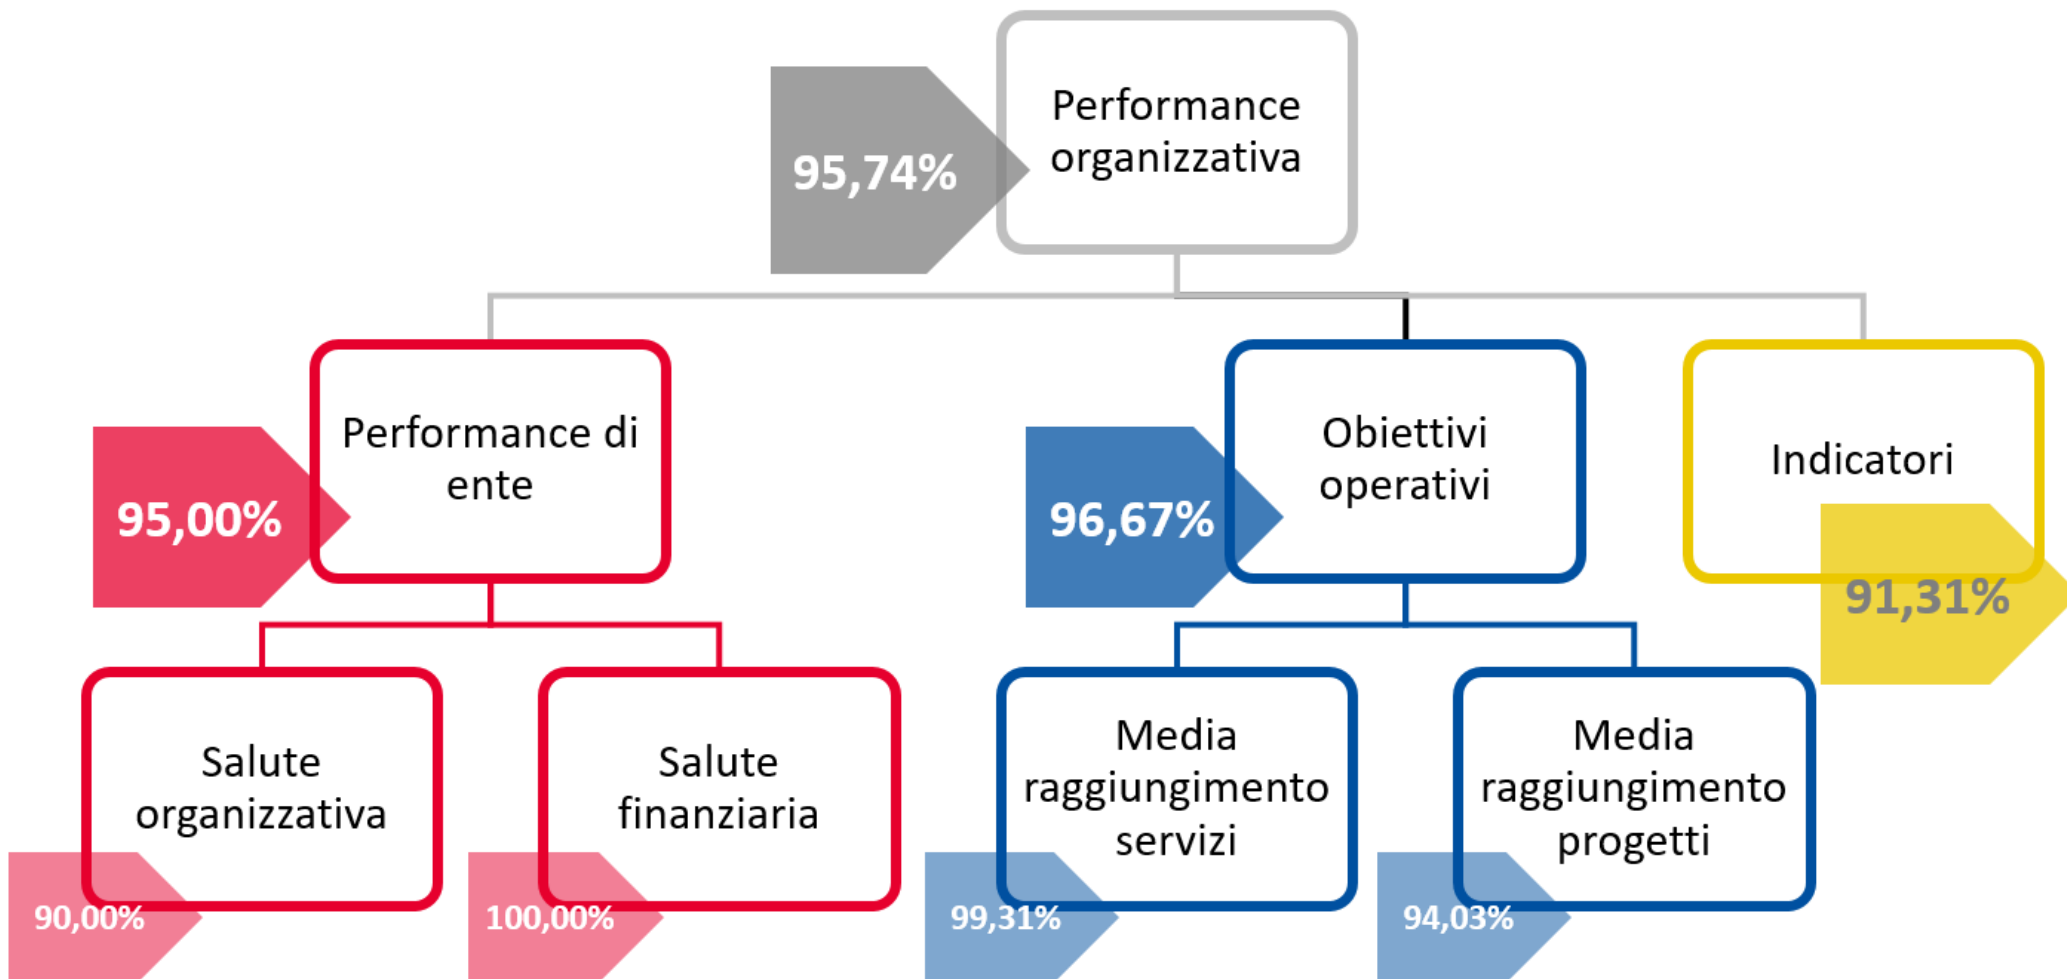 Performance
organizzativa
95,74%
Performance di
ente
95,00%
Obiettivi
operativi
96,67%
Indicatori
91,31%
Salute
organizzativa
90,00%
Salute
finanziaria
100,00%
Media
raggiungimento
servizi
99,31%
Media
raggiungimento
progetti
94,03%